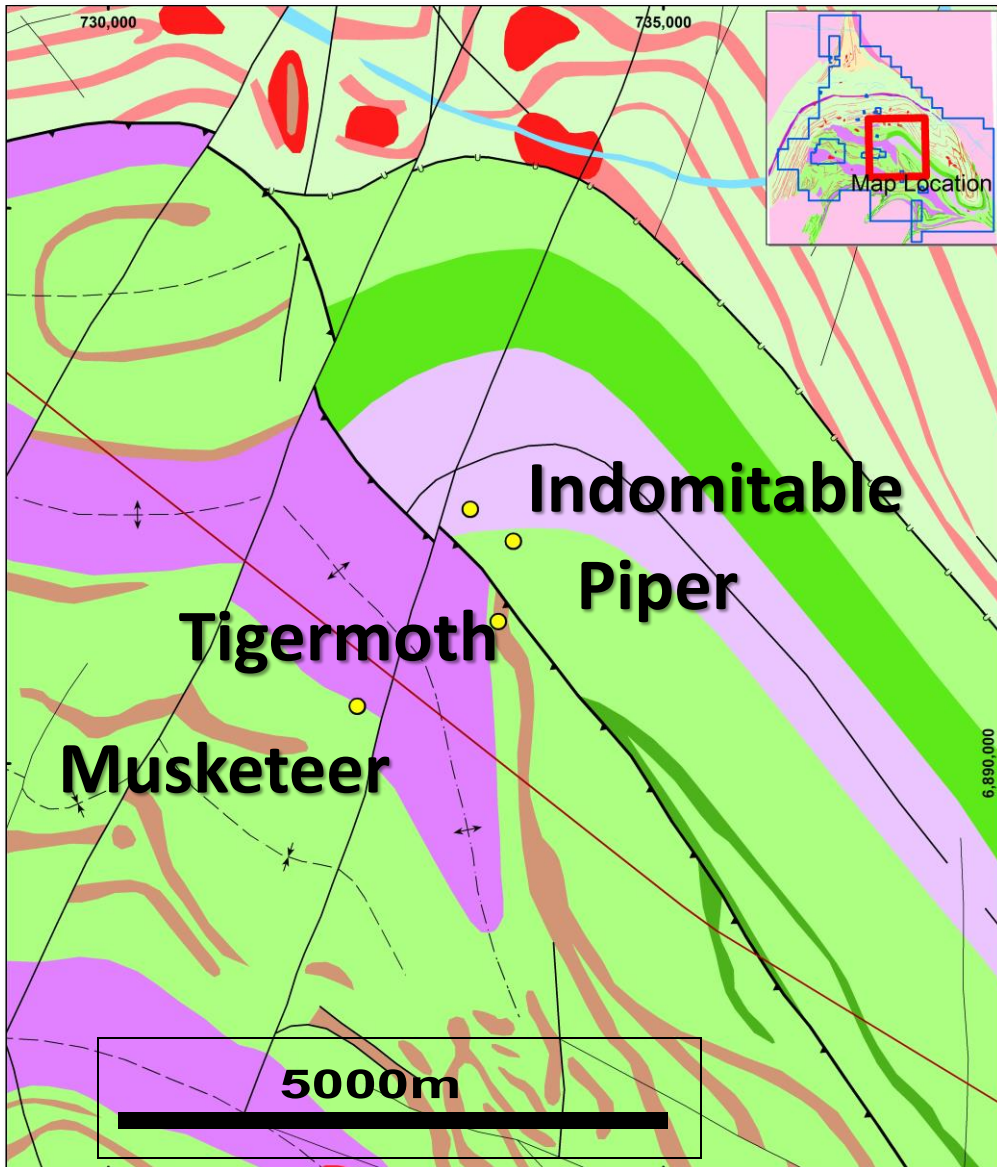 730,000
735,000
Map Location
Indomitable
Piper
Tigermoth
Musketeer
6,890,000
5000m